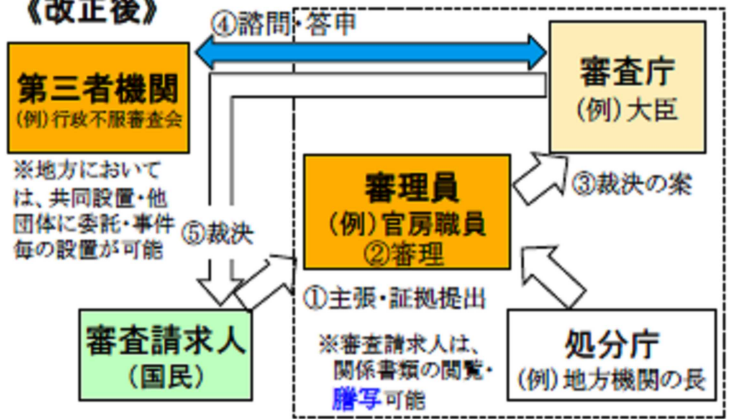 《改正後》
④諮問・答申
第三者機関
(例)行政不服審査会
審査庁
(例)大臣
※地方において
は、共同設置・他
団体に委託・事件
毎の設置が可能
審理員
(例)官房職員
②審理
③裁決の案
⑤裁決
①主張・証拠提出
審査請求人
(国民)
※審査請求人は、
関係書類の閲覧・
謄写可能
処分庁
(例)地方機関の長